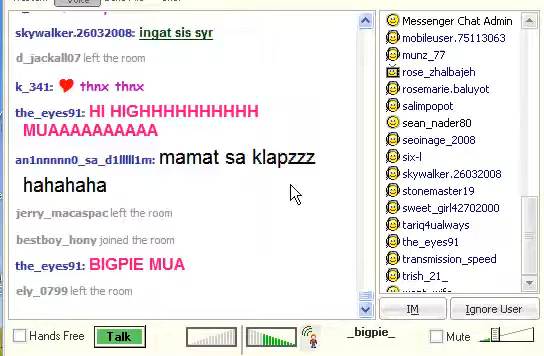 Voice
skywalker.26032008: ingat sis syr
d_jackall07 left the room
k_341: thnx thnx
the_eyes91: HI HIGHHHHHHHHHH
MUAAAAAAAAAA
an1nnnnn0_sa_d1llll1m: mamat sa klapzzz
hahahaha
jerry_macaspac left the room
bestboy_hony joined the room
the_eyes91: BIGPIE MUA
ely_0799 left the room
Messenger Chat Admin
mobileuser.75113063
munz_77
rose_zhalbajeh
rosemarie.baluyot
salimpopot
sean_nader80
seoinage_2008
six-l
skywalker.26032008
stonemaster19
sweet_girl42702000
tariq4ualways
the_eyes91
transmission_speed
trish_21_
IM
Ignore User
Hands Free
Talk
_bigpie_
Mute